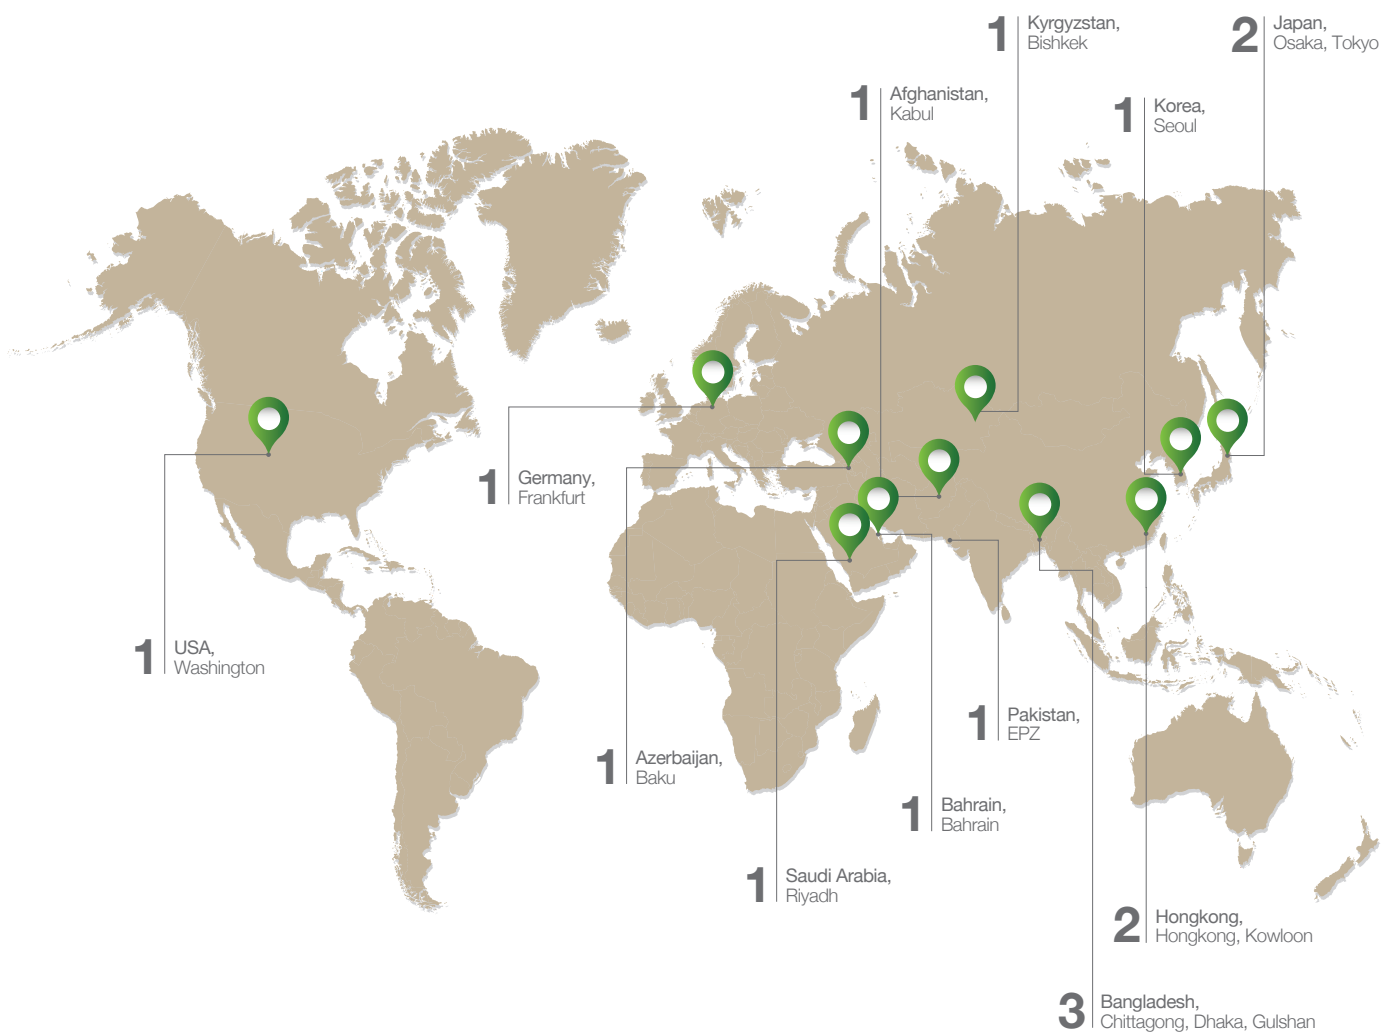 1 Kyrgyzstan,
Bishkek
2 Japan,
Osaka, Tokyo
1 Afghanistan,
Kabul
1 Korea,
Seoul
1 Germany,
Frankfurt
1 USA,
Washington
1 Pakistan,
EPZ
1 Azerbaijan,
Baku
1 Bahrain,
Bahrain
1 Saudi Arabia,
Riyadh
2 Hongkong,
Hongkong, Kowloon
3 Bangladesh,
Chittagong, Dhaka, Gulshan